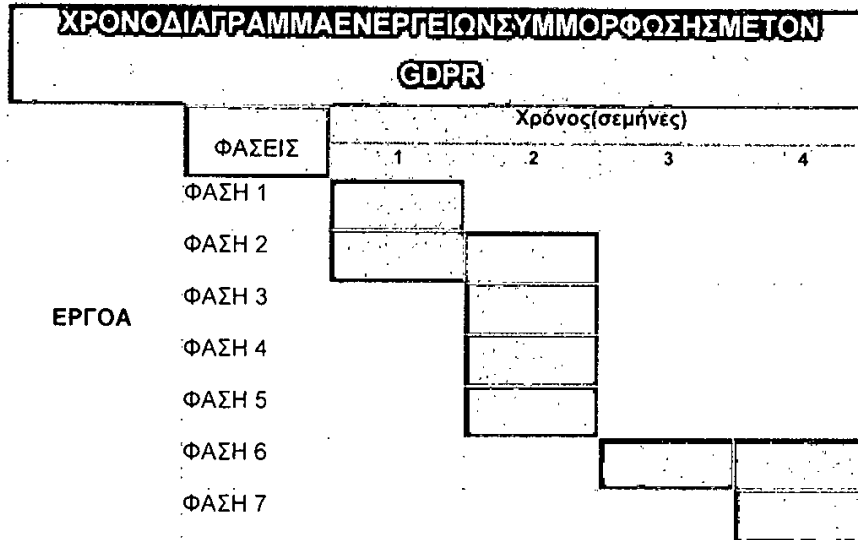 ΧΡΟΝΟΔΙΑΓΡΑΜΜΑΕΝΕΡΓΕΙΩΝΣΥΜΜΟΡΦΩΣΗΣΜΕΤΟΝ
GDPR
Χρόνος(σεμήνες)
ΦΑΣΕΙΣ 1 2 3 4
ΦΑΣΗ 1
ΦΑΣΗ 2
ΦΑΣΗ 3
ΕΡΓΟΑ
ΦΑΣΗ 4
ΦΑΣΗ 5
ΦΑΣΗ 6
ΦΑΣΗ 7